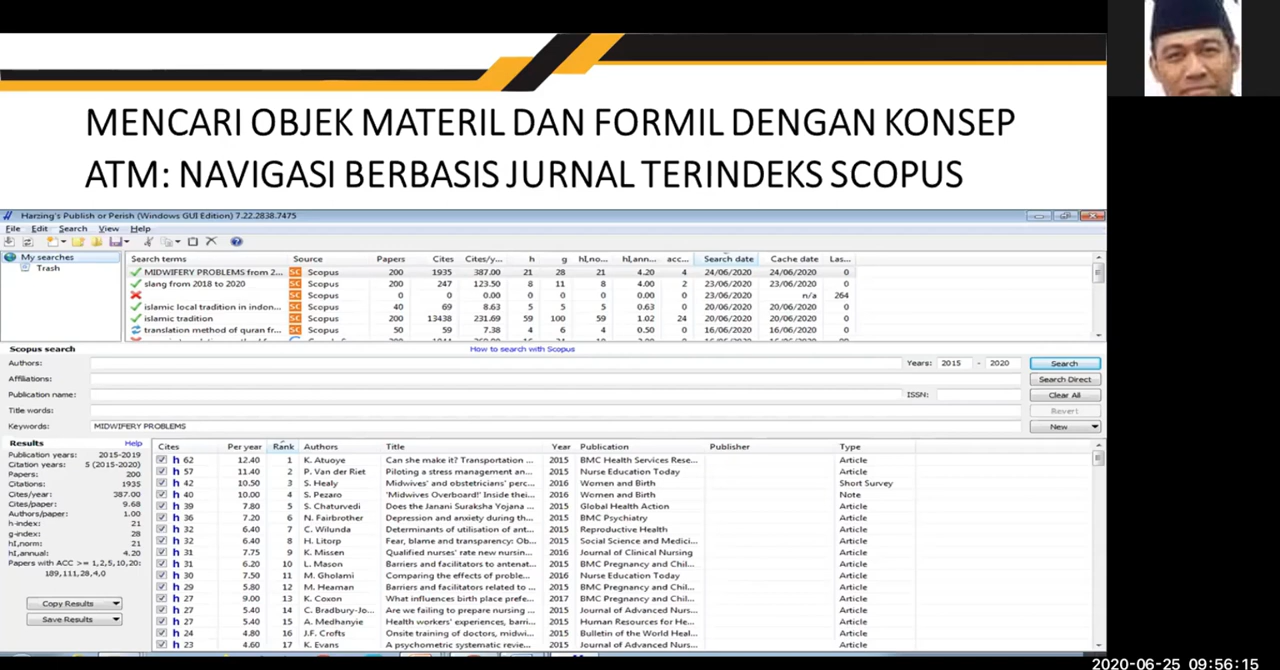 MENCARI OBJEK MATERIL DAN FORMIL DENGAN KONSEP
ATM: NAVIGASI BERBASIS JURNAL TERINDEKS SCOPUS
Harzing's Publish or Perish (Windows GUI Edition) 7.22.2838.7475
File Edit Search View Help
My searches
Trash
Search terms Source Papers Cites Cites/y... h g hI,no... hI,ann... acc... Search date Cache date Las...
MIDWIFERY PROBLEMS from 2... SC Scopus 200 1935 387.00 21 28 21 4.20 4 24/06/2020 24/06/2020 0
slang from 2018 to 2020 SC Scopus 200 247 123.50 8 11 8 4.00 2 23/06/2020 23/06/2020 0
SC Scopus 0 0 0.00 0 0 0 0.00 0 23/06/2020 n/a 264
islamic local tradition in indon... SC Scopus 40 69 8.63 5 5 5 0.63 0 20/06/2020 20/06/2020 0
islamic tradition SC Scopus 200 13438 231.69 59 100 59 1.02 24 20/06/2020 20/06/2020 0
translation method of quran fr... SC Scopus 50 59 7.38 4 6 4 0.50 0 16/06/2020 16/06/2020 0
Scopus search How to search with Scopus
Authors: Years: 2015 - 2020 Search
Affiliations: Search Direct
Publication name: ISSN: Clear All
Title words: Revert
Keywords: MIDWIFERY PROBLEMS New
Results Help
Publication years: 2015-2019
Citation years: 5 (2015-2020)
Papers: 200
Citations: 1935
Cites/year: 387.00
Cites/paper: 9.68
Authors/paper: 1.00
h-index: 21
g-index: 28
hI,norm: 21
hI,annual: 4.20
Papers with ACC >= 1,2,5,10,20:
189,111,28,4,0
Copy Results
Save Results
Cites Per year Rank Authors Title Year Publication Publisher Type
h 62 12.40 1 K. Atuoye Can she make it? Transportation ... 2015 BMC Health Services Rese... Article
h 57 11.40 2 P. Van der Riet Piloting a stress management an... 2015 Nurse Education Today Article
h 42 10.50 3 S. Healy Midwives' and obstetricians' perc... 2016 Women and Birth Short Survey
h 40 10.00 4 S. Pezaro 'Midwives Overboard!' Inside thei... 2016 Women and Birth Note
h 39 7.80 5 S. Chaturvedi Does the Janani Suraksha Yojana ... 2015 Global Health Action Article
h 36 7.20 6 N. Fairbrother Depression and anxiety during th... 2015 BMC Psychiatry Article
h 32 6.40 7 C. Wilunda Determinants of utilisation of ant... 2015 Reproductive Health Article
h 32 6.40 8 H. Litorp Fear, blame and transparency: Ob... 2015 Social Science and Medici... Article
h 31 7.75 9 K. Missen Qualified nurses' rate new nursin... 2016 Journal of Clinical Nursing Article
h 31 6.20 10 L. Mason Barriers and facilitators to antenat... 2015 BMC Pregnancy and Chil... Article
h 30 7.50 11 M. Gholami Comparing the effects of proble... 2016 Nurse Education Today Article
h 29 5.80 12 M. Heaman Barriers and facilitators related to ... 2015 BMC Pregnancy and Chil... Article
h 27 9.00 13 K. Coxon What influences birth place prefe... 2017 BMC Pregnancy and Chil... Article
h 27 5.40 14 C. Bradbury-Jo... Are we failing to prepare nursing ... 2015 Journal of Advanced Nurs... Article
h 27 5.40 15 A. Medhanyie Health workers' experiences, barri... 2015 Human Resources for He... Article
h 24 4.80 16 J.F. Crofts Onsite training of doctors, midwi... 2015 Bulletin of the World Heal... Article
h 23 4.60 17 K. Evans A psychometric systematic revie... 2015 Journal of Advanced Nurs... Article
2020-06-25 09:56:15